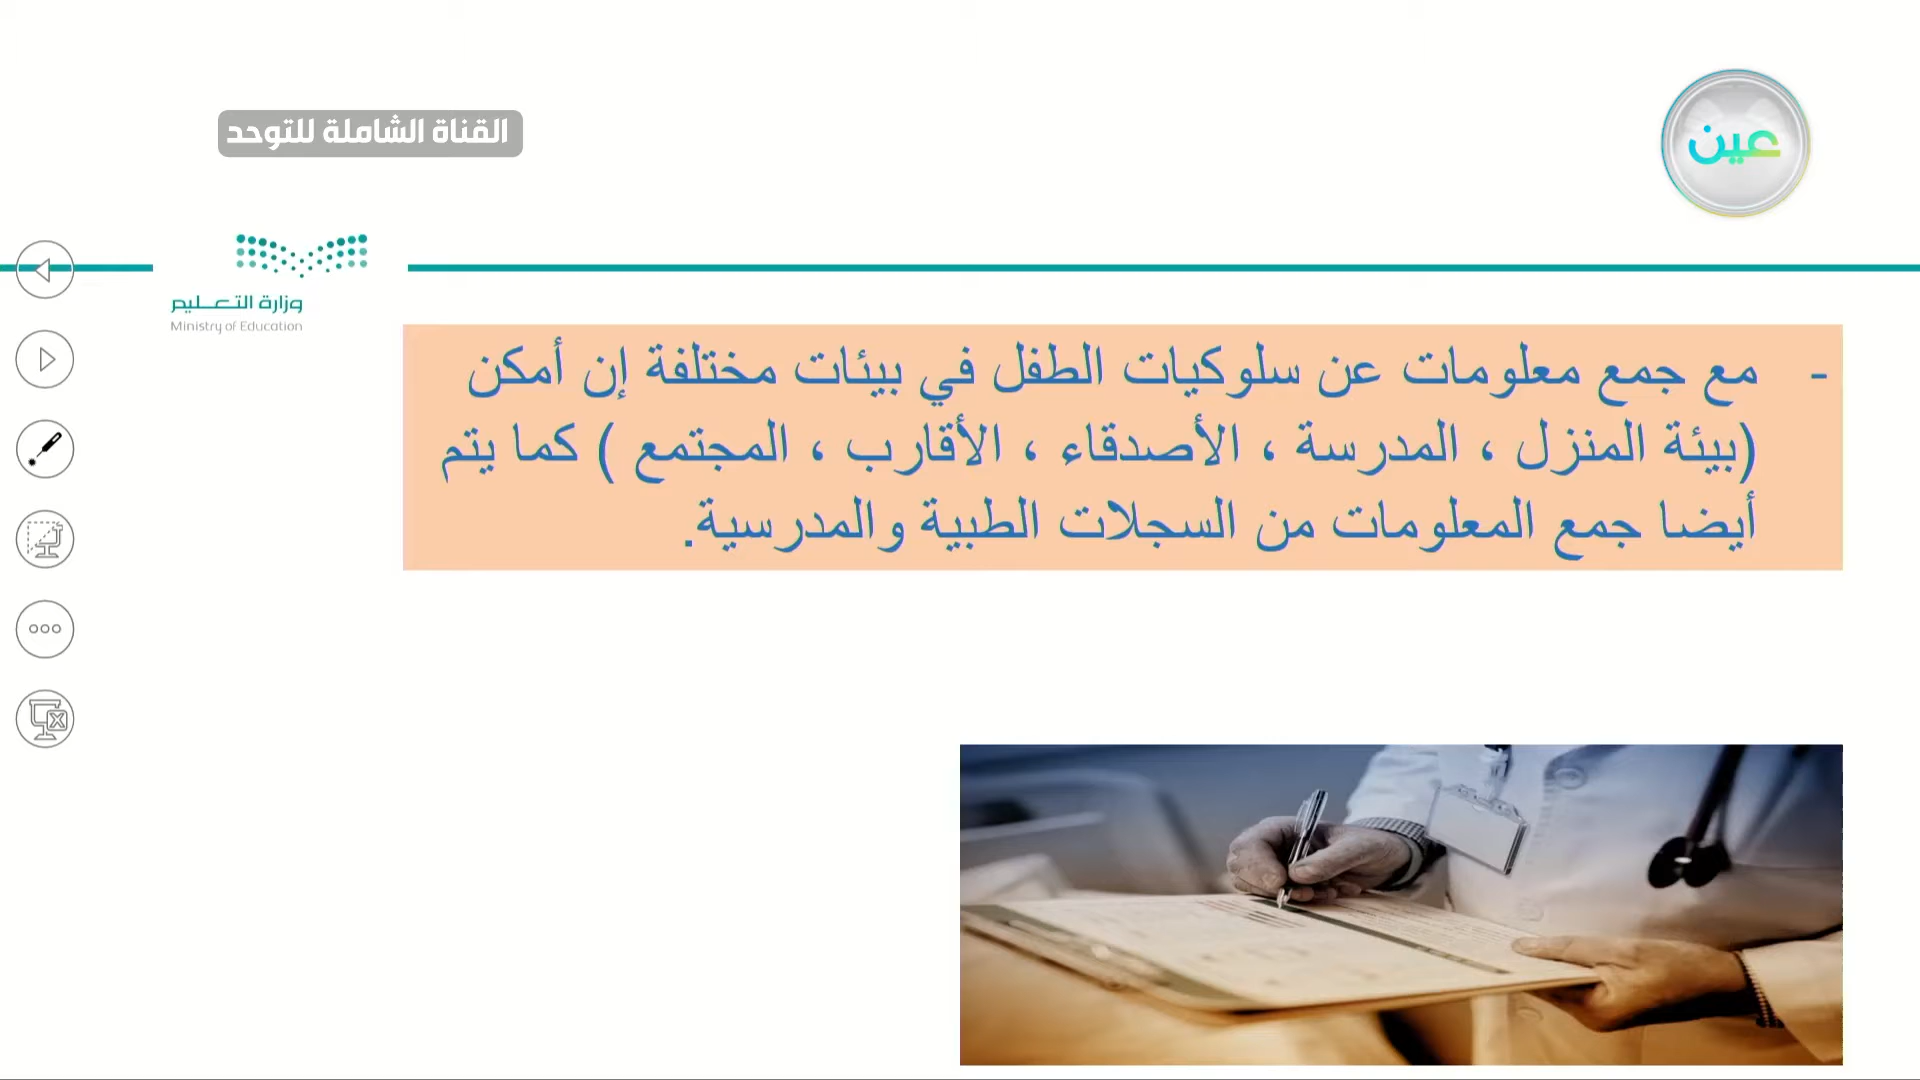 القناة الشاملة للتوحد
عين
وزارة التعليم
Ministry of Education
- مع جمع معلومات عن سلوكيات الطفل في بيئات مختلفة إن أمكن
(بيئة المنزل ، المدرسة ، الأصدقاء ، الأقارب ، المجتمع ) كما يتم
أيضا جمع المعلومات من السجلات الطبية والمدرسية.